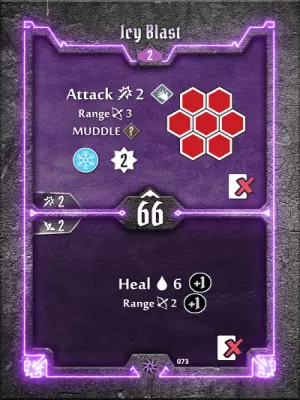 Icy Blast
2
Attack 2
Range 3
MUDDLE ?
2
2
66
2
Heal 6 +1
Range 2 +1
073